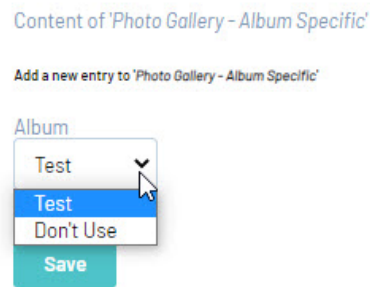 Content of 'Photo Gallery - Album Specific'
Add a new entry to 'Photo Gallery - Album Specific'
Album
Test
Test
Don't Use
Save